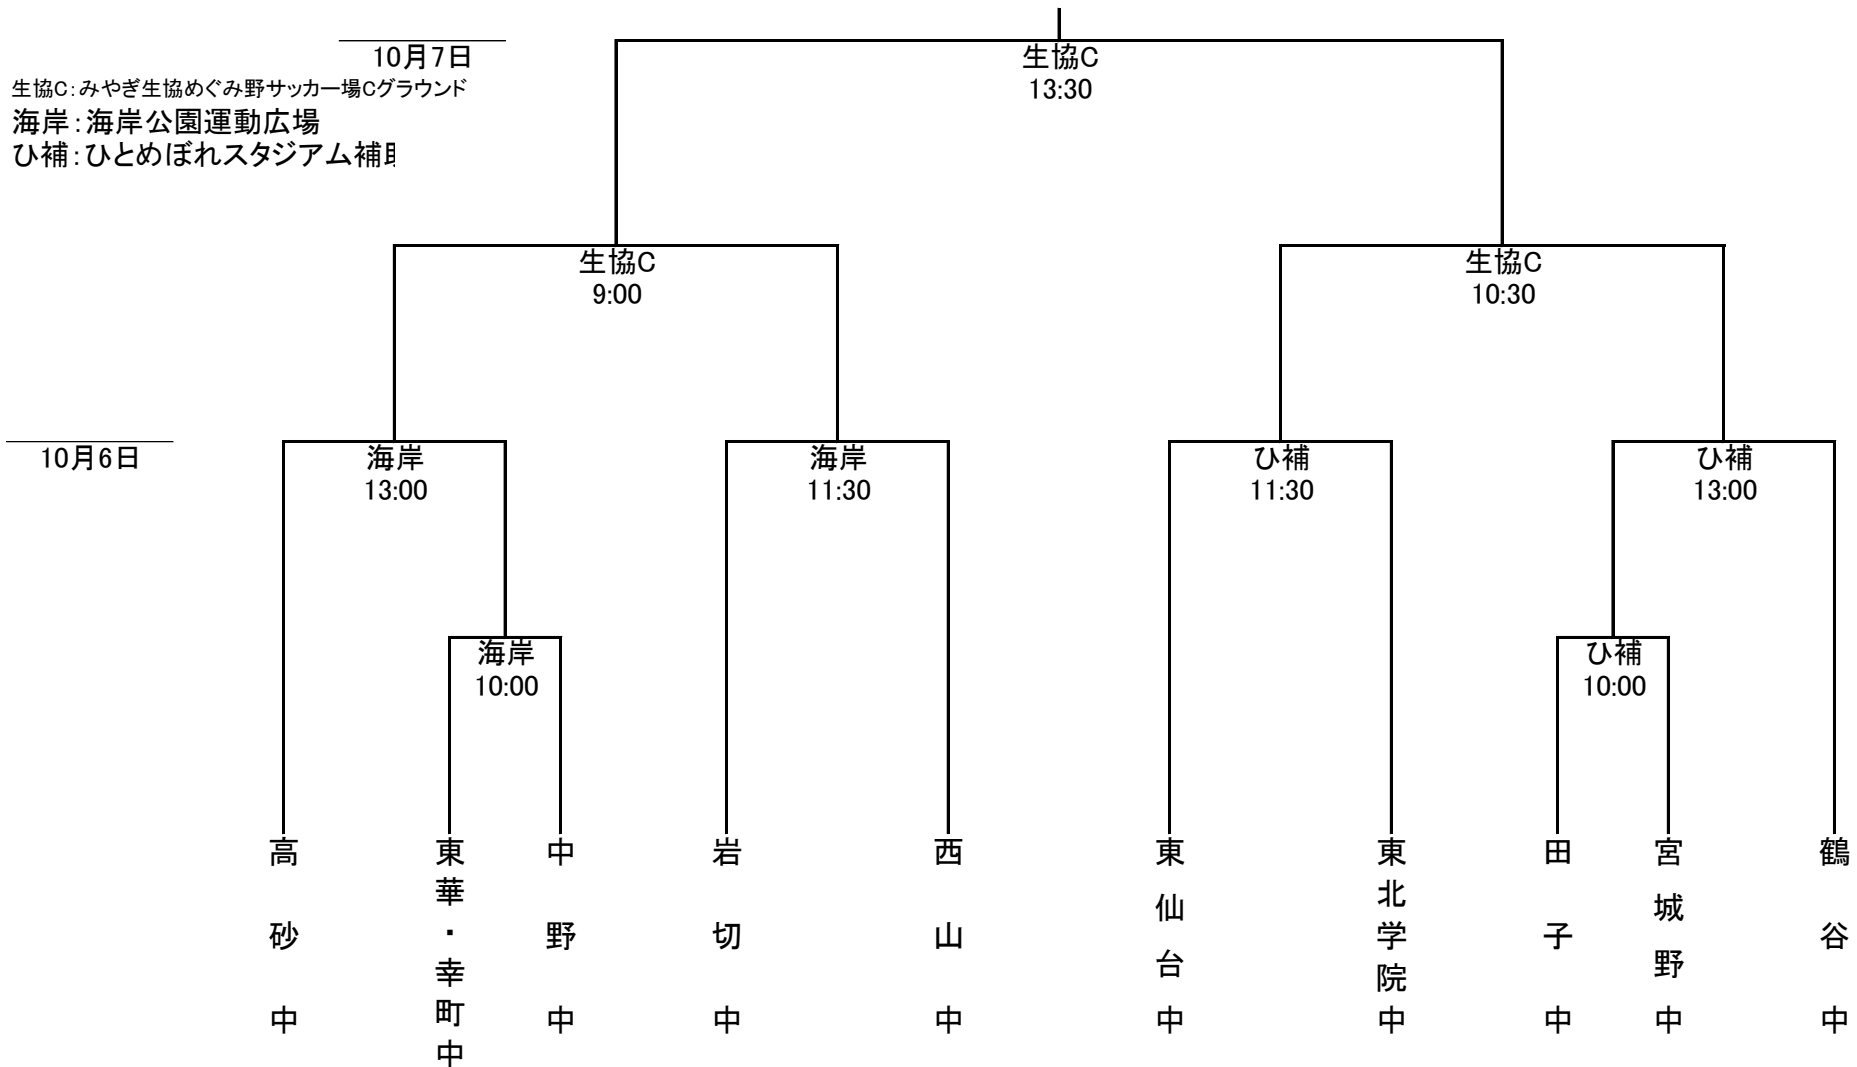 10月7日
生協C:みやぎ生協めぐみ野サッカー場Cグラウンド
海岸:海岸公園運動広場
ひ補:ひとめぼれスタジアム補
生協C
13:30
生協C
9:00
生協C
10:30
10月6日
海岸
13:00
海岸
11:30
ひ補
11:30
ひ補
13:00
海岸
10:00
ひ補
10:00
高砂中
東華・幸町中
中野中
岩切中
西山中
東仙台中
東北学院中
田子中
宮城野中
鶴谷中